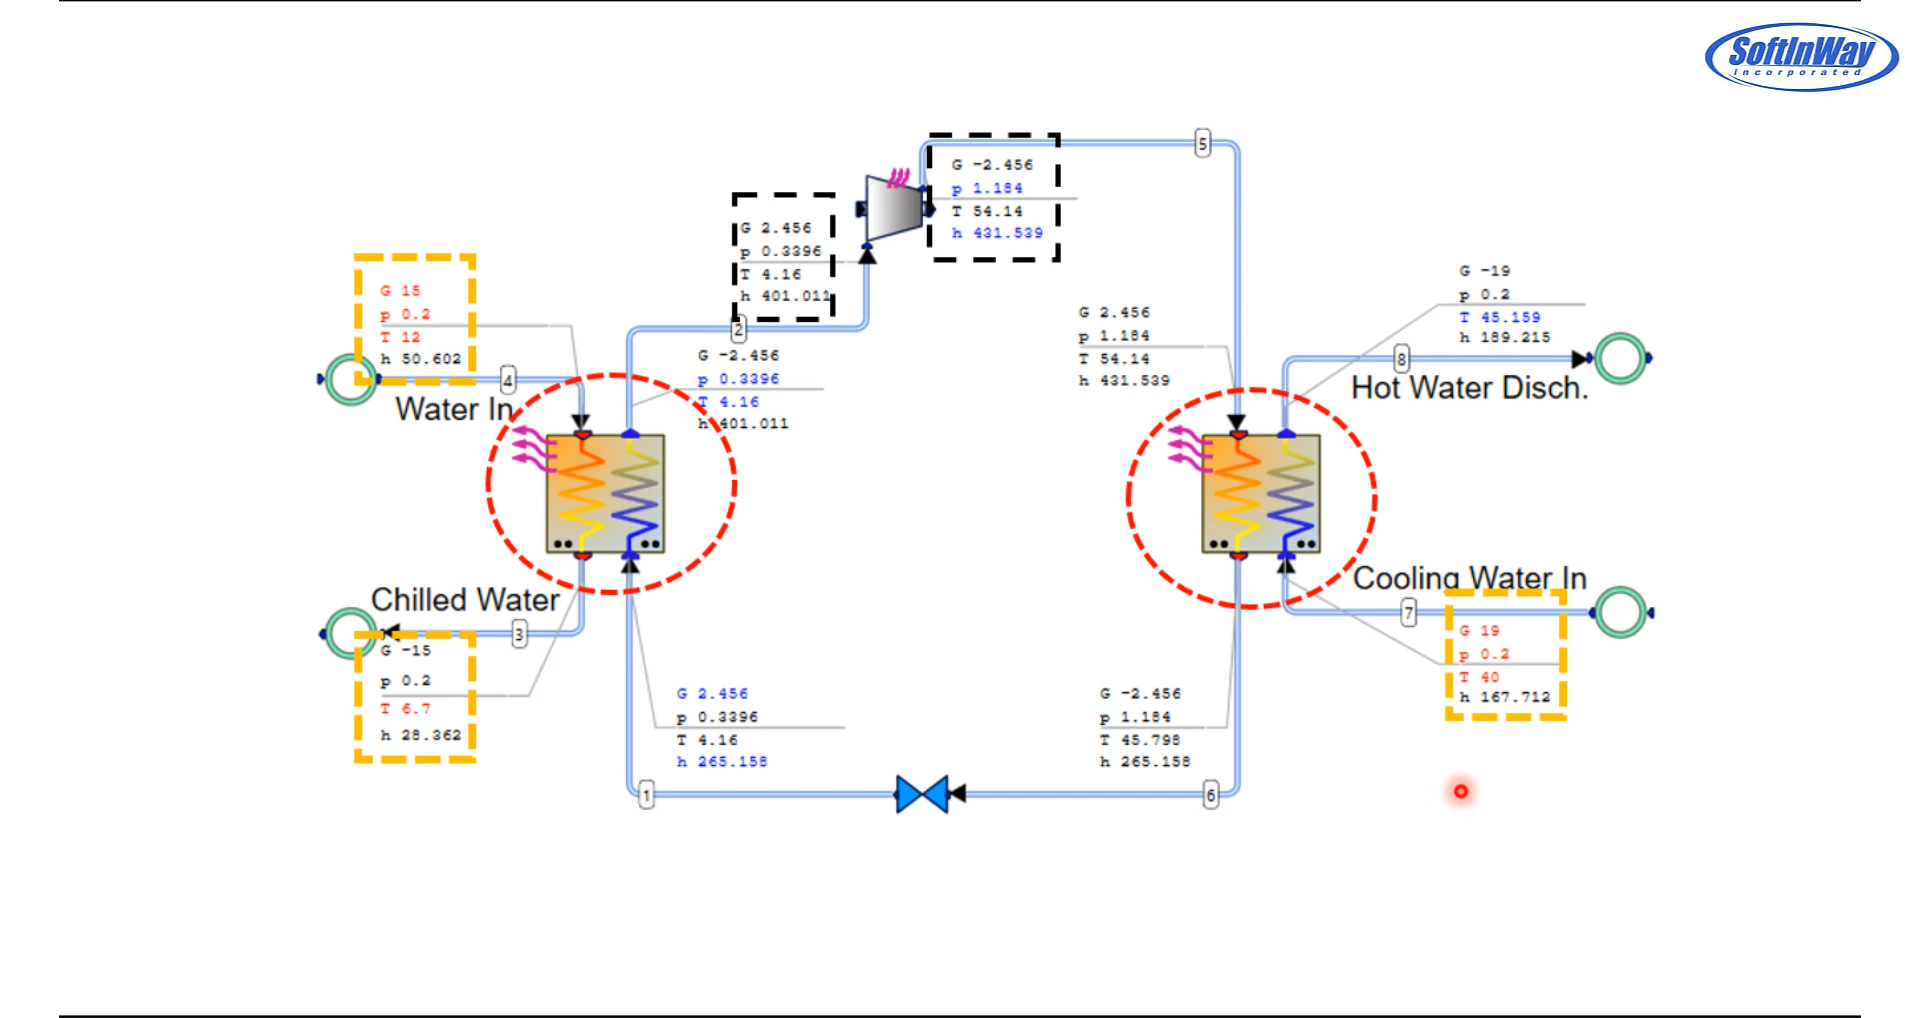 SoftInWay
incorporated
G -2.456
p 1.184
T 54.14
h 431.539
5
G 2.456
p 0.3396
T 4.16
h 401.011
2
G 15
p 0.2
T 12
h 50.602
4
Water In
G -2.456
p 0.3396
T 4.16
h 401.011
G 2.456
p 1.184
T 54.14
h 431.539
G -19
p 0.2
T 45.159
h 189.215
8
Hot Water Disch.
Chilled Water
3
G -15
p 0.2
T 6.7
h 28.362
Cooling Water In
7
G 19
p 0.2
T 40
h 167.712
G 2.456
p 0.3396
T 4.16
h 265.158
1
G -2.456
p 1.184
T 45.798
h 265.158
6